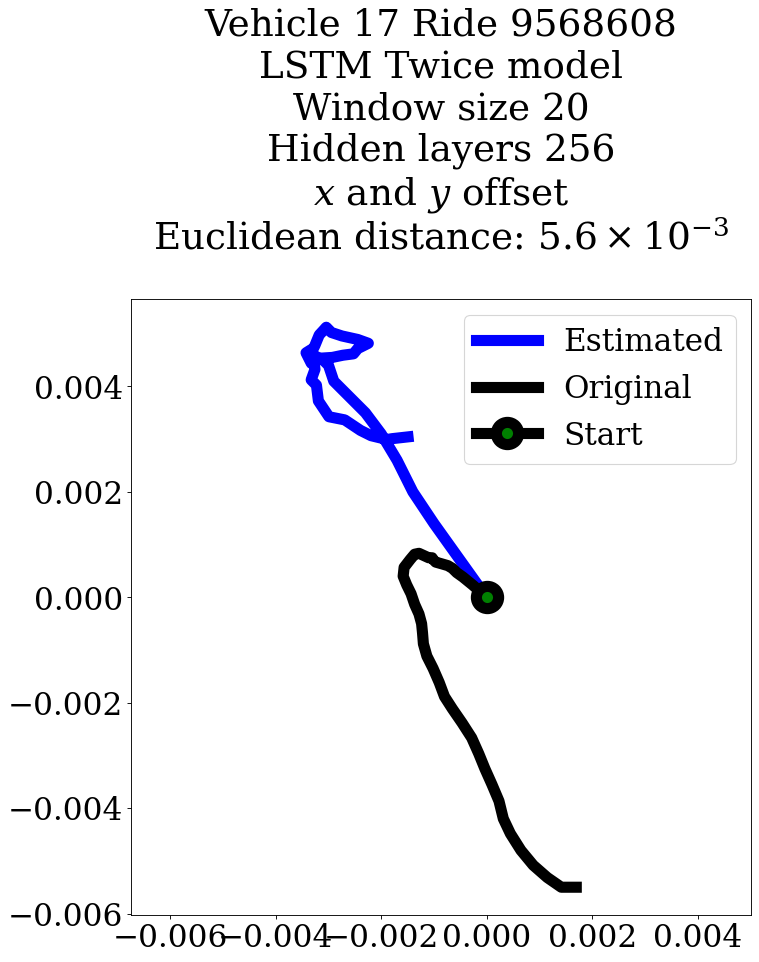 Vehicle 17 Ride 9568608
LSTM Twice model
Window size 20
Hidden layers 256
x and y offset
Euclidean distance: 5.6 × 10⁻³
Estimated
Original
Start
0.004
0.002
0.000
−0.002
−0.004
−0.006
−0.006 −0.004 −0.002 0.000 0.002 0.004